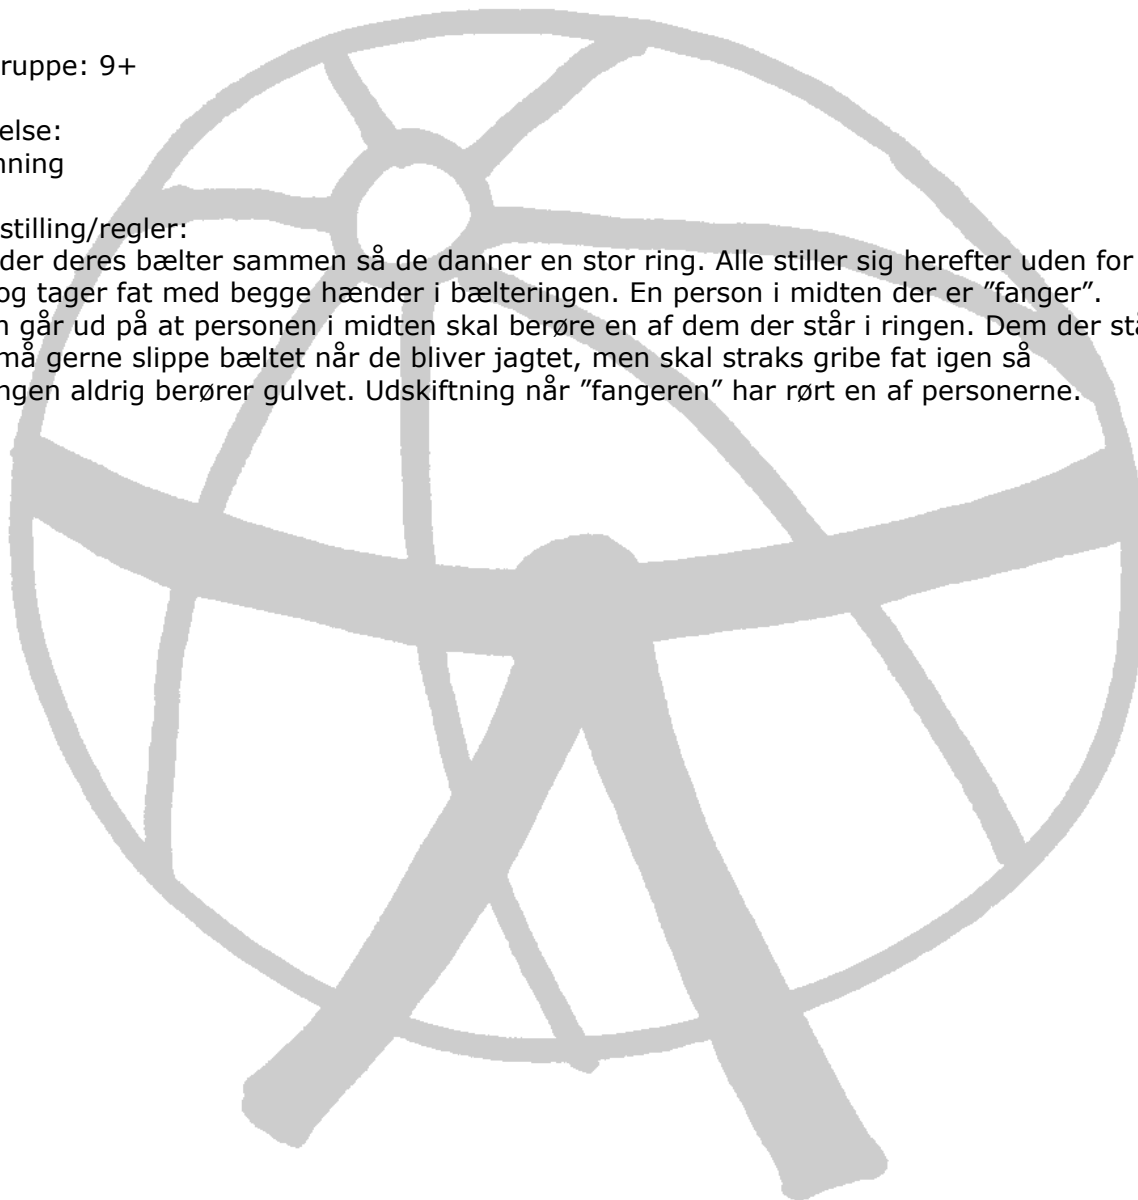 ruppe: 9+
else:
nning
stilling/regler:
der deres bælter sammen så de danner en stor ring. Alle stiller sig herefter uden for
og tager fat med begge hænder i bælteringen. En person i midten der er ”fanger”.
n går ud på at personen i midten skal berøre en af dem der står i ringen. Dem der stå
må gerne slippe bæltet når de bliver jagtet, men skal straks gribe fat igen så
ngen aldrig berører gulvet. Udskiftning når ”fangeren” har rørt en af personerne.